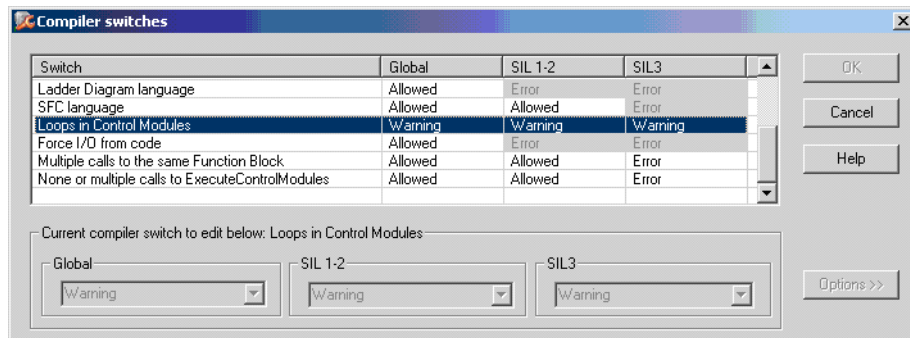 Compiler switches
Switch Global SIL 1-2 SIL3
OK
Ladder Diagram language Allowed Error Error
SFC language Allowed Allowed Error
Loops in Control Modules Warning Warning Warning
Cancel
Force I/O from code Allowed Error Error
Multiple calls to the same Function Block Allowed Allowed Error
Help
None or multiple calls to ExecuteControlModules Allowed Allowed Error
Current compiler switch to edit below: Loops in Control Modules
Global SIL 1-2 SIL3
Warning Warning Warning
Options >>